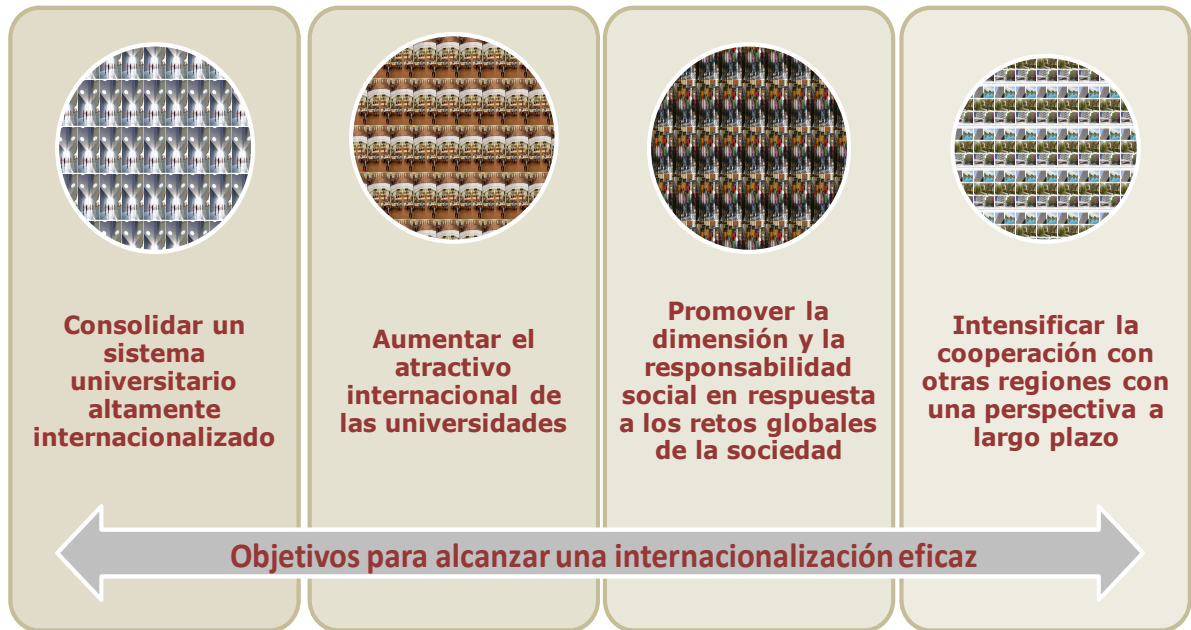 Consolidar un
sistema
universitario
altamente
internacionalizado
Aumentar el
atractivo
internacional de
las universidades
Promover la
dimensión y la
responsabilidad
social en respuesta
a los retos globales
de la sociedad
Intensificar la
cooperación con
otras regiones con
una perspectiva a
largo plazo
Objetivos para alcanzar una internacionalización eficaz